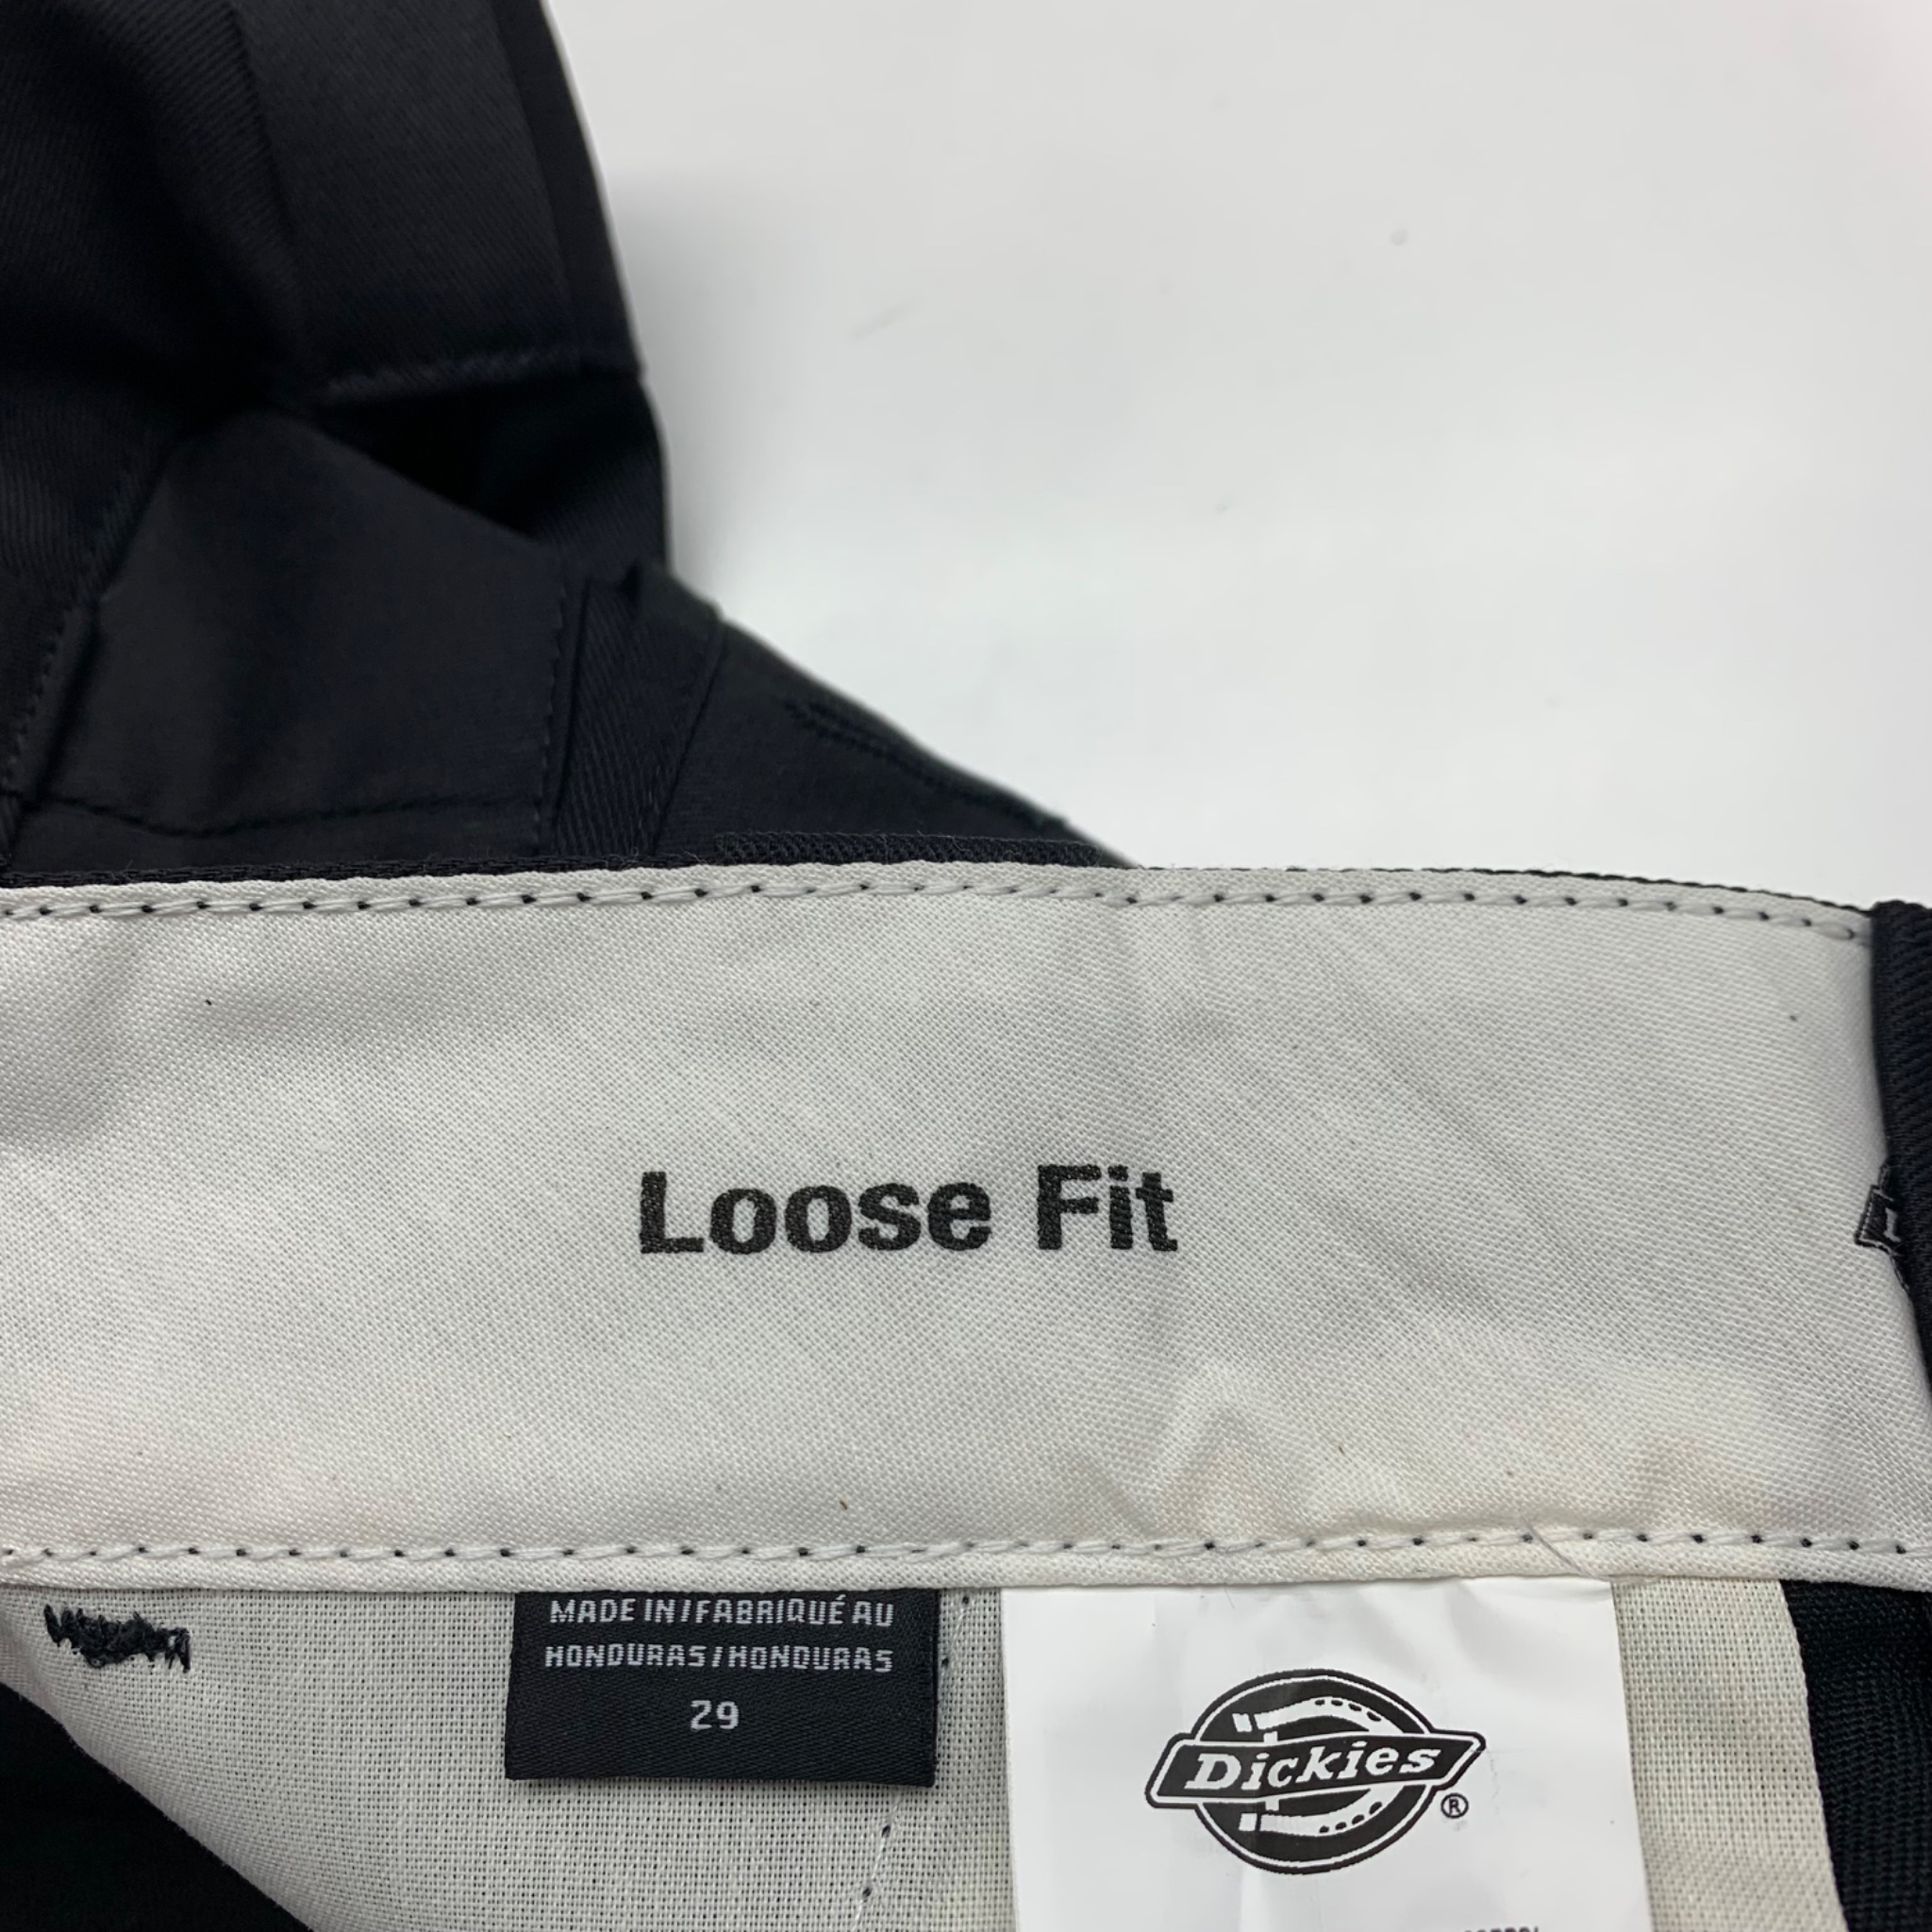 Loose Fit
MADE IN/FABRIQUÉ AU
HONDURAS/HONDURAS
29
Dickies
®